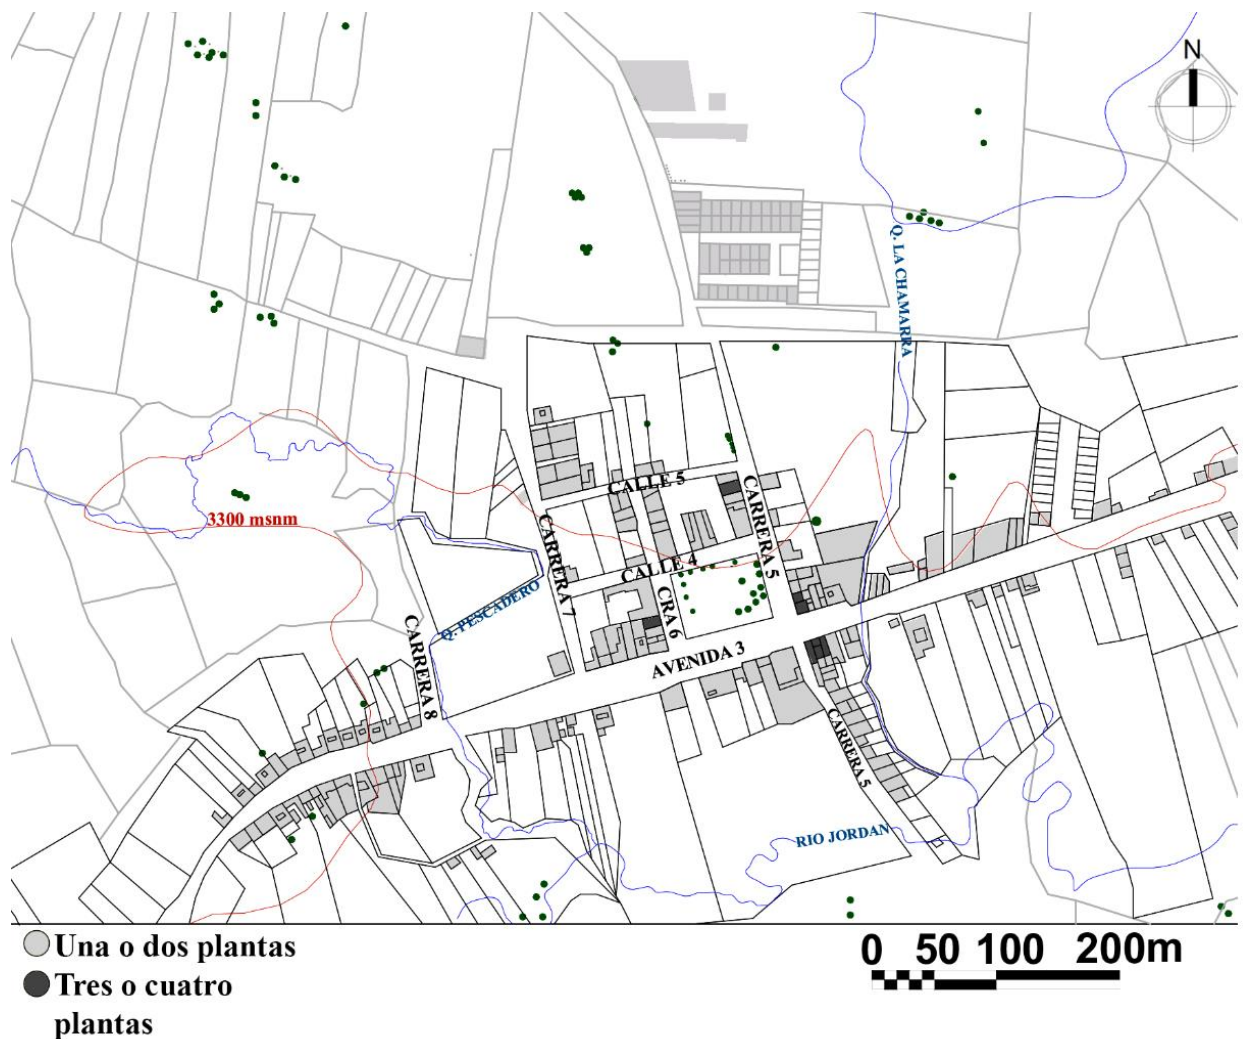 N
Q. LA CHAMARRA
CALLE 5
CARRERA 5
3300 msnm
CARRERA 7
CALLE 4
Q. PESCADERO
CRA 6
CARRERA 8
AVENIDA 3
CARRERA 5
RIO JORDAN
Una o dos plantas
Tres o cuatro
plantas
0 50 100 200m